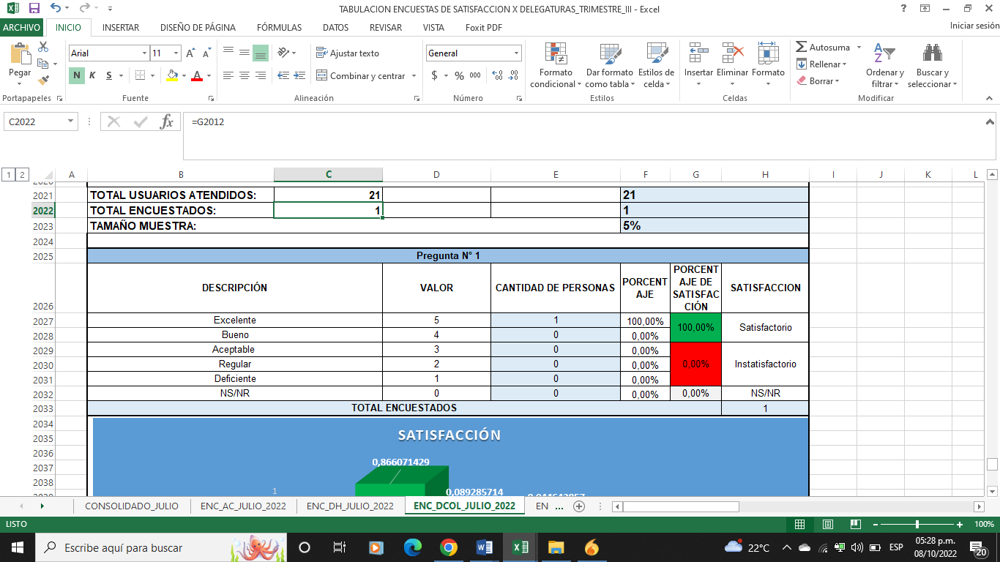 TABULACION ENCUESTAS DE SATISFACCION X DELEGATURAS_TRIMESTRE_III - Excel
ARCHIVO INICIO INSERTAR DISEÑO DE PÁGINA FÓRMULAS DATOS REVISAR VISTA Foxit PDF Iniciar sesión
Pegar
Arial 11
N K S
Ajustar texto
Combinar y centrar
General
$ % 000
Formato condicional
Dar formato como tabla
Estilos de celda
Insertar Eliminar Formato
Autosuma
Rellenar
Borrar
Ordenar y filtrar
Buscar y seleccionar
Portapapeles Fuente Alineación Número Estilos Celdas Modificar
C2022 fx =G2012
1 2 A B C D E F G H I J K L
2021 TOTAL USUARIOS ATENDIDOS: 21 21
2022 TOTAL ENCUESTADOS: 1 1
2023 TAMAÑO MUESTRA: 5%
2024
2025 Pregunta N° 1
2026 DESCRIPCIÓN VALOR CANTIDAD DE PERSONAS PORCENTAJE PORCENTAJE DE SATISFACCIÓN SATISFACCION
2027 Excelente 5 1 100,00% 100,00% Satisfactorio
2028 Bueno 4 0 0,00%
2029 Aceptable 3 0 0,00%
2030 Regular 2 0 0,00% 0,00% Instatisfactorio
2031 Deficiente 1 0 0,00%
2032 NS/NR 0 0 0,00% 0,00% NS/NR
2033 TOTAL ENCUESTADOS 1
2034
SATISFACCIÓN
2035
2036
0,866071429
2037
2038
1 0,089285714
CONSOLIDADO_JULIO ENC_AC_JULIO_2022 ENC_DH_JULIO_2022 ENC_DCOL_JULIO_2022 EN ...
LISTO 100%
Escribe aquí para buscar
22°C ESP
05:28 p.m.
08/10/2022
20